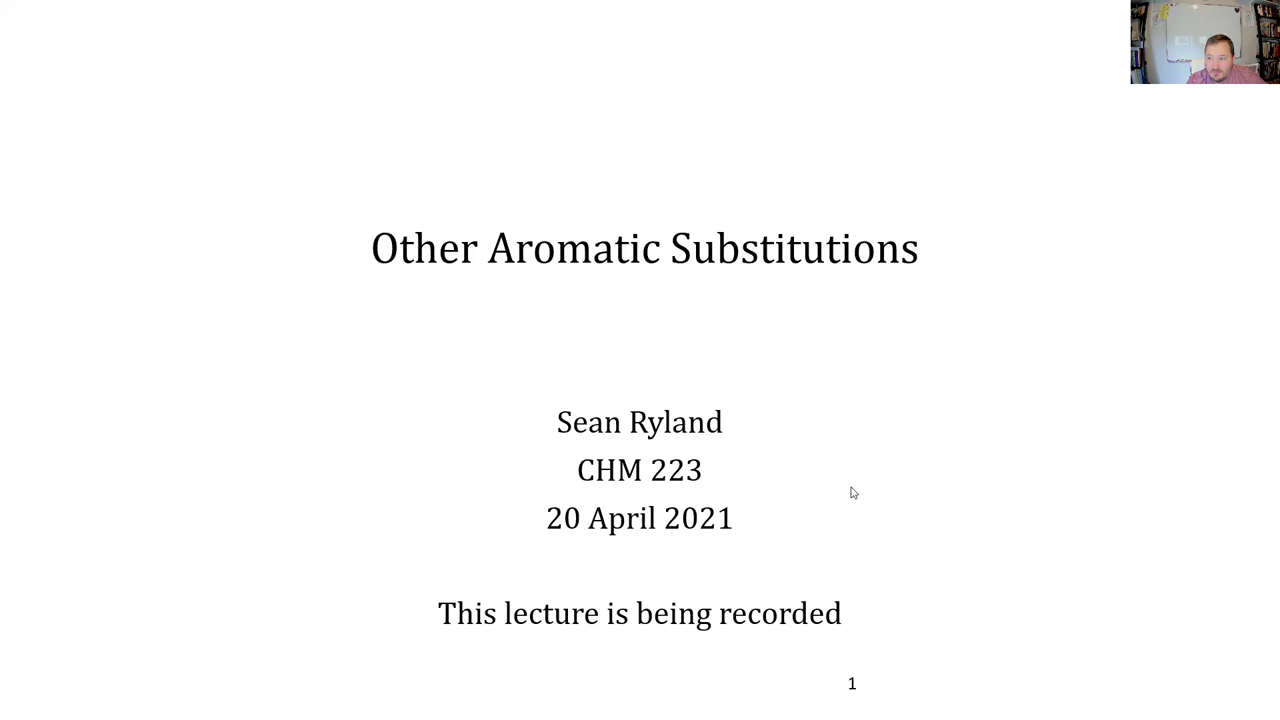 Other Aromatic Substitutions
Sean Ryland
CHM 223
20 April 2021
This lecture is being recorded
1